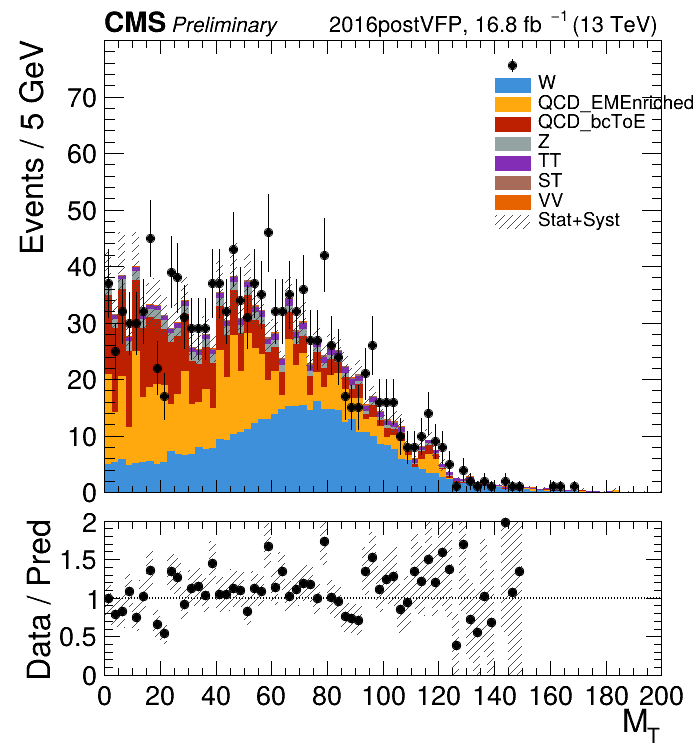 CMS Preliminary 2016postVFP, 16.8 fb⁻¹ (13 TeV)
Events / 5 GeV
70
60
50
40
30
20
10
0
W
QCD_EMEnriched
QCD_bcToE
Z
TT
ST
VV
Stat+Syst
Data / Pred
2
1.5
1
0.5
0
0 20 40 60 80 100 120 140 160 180 200
M_T